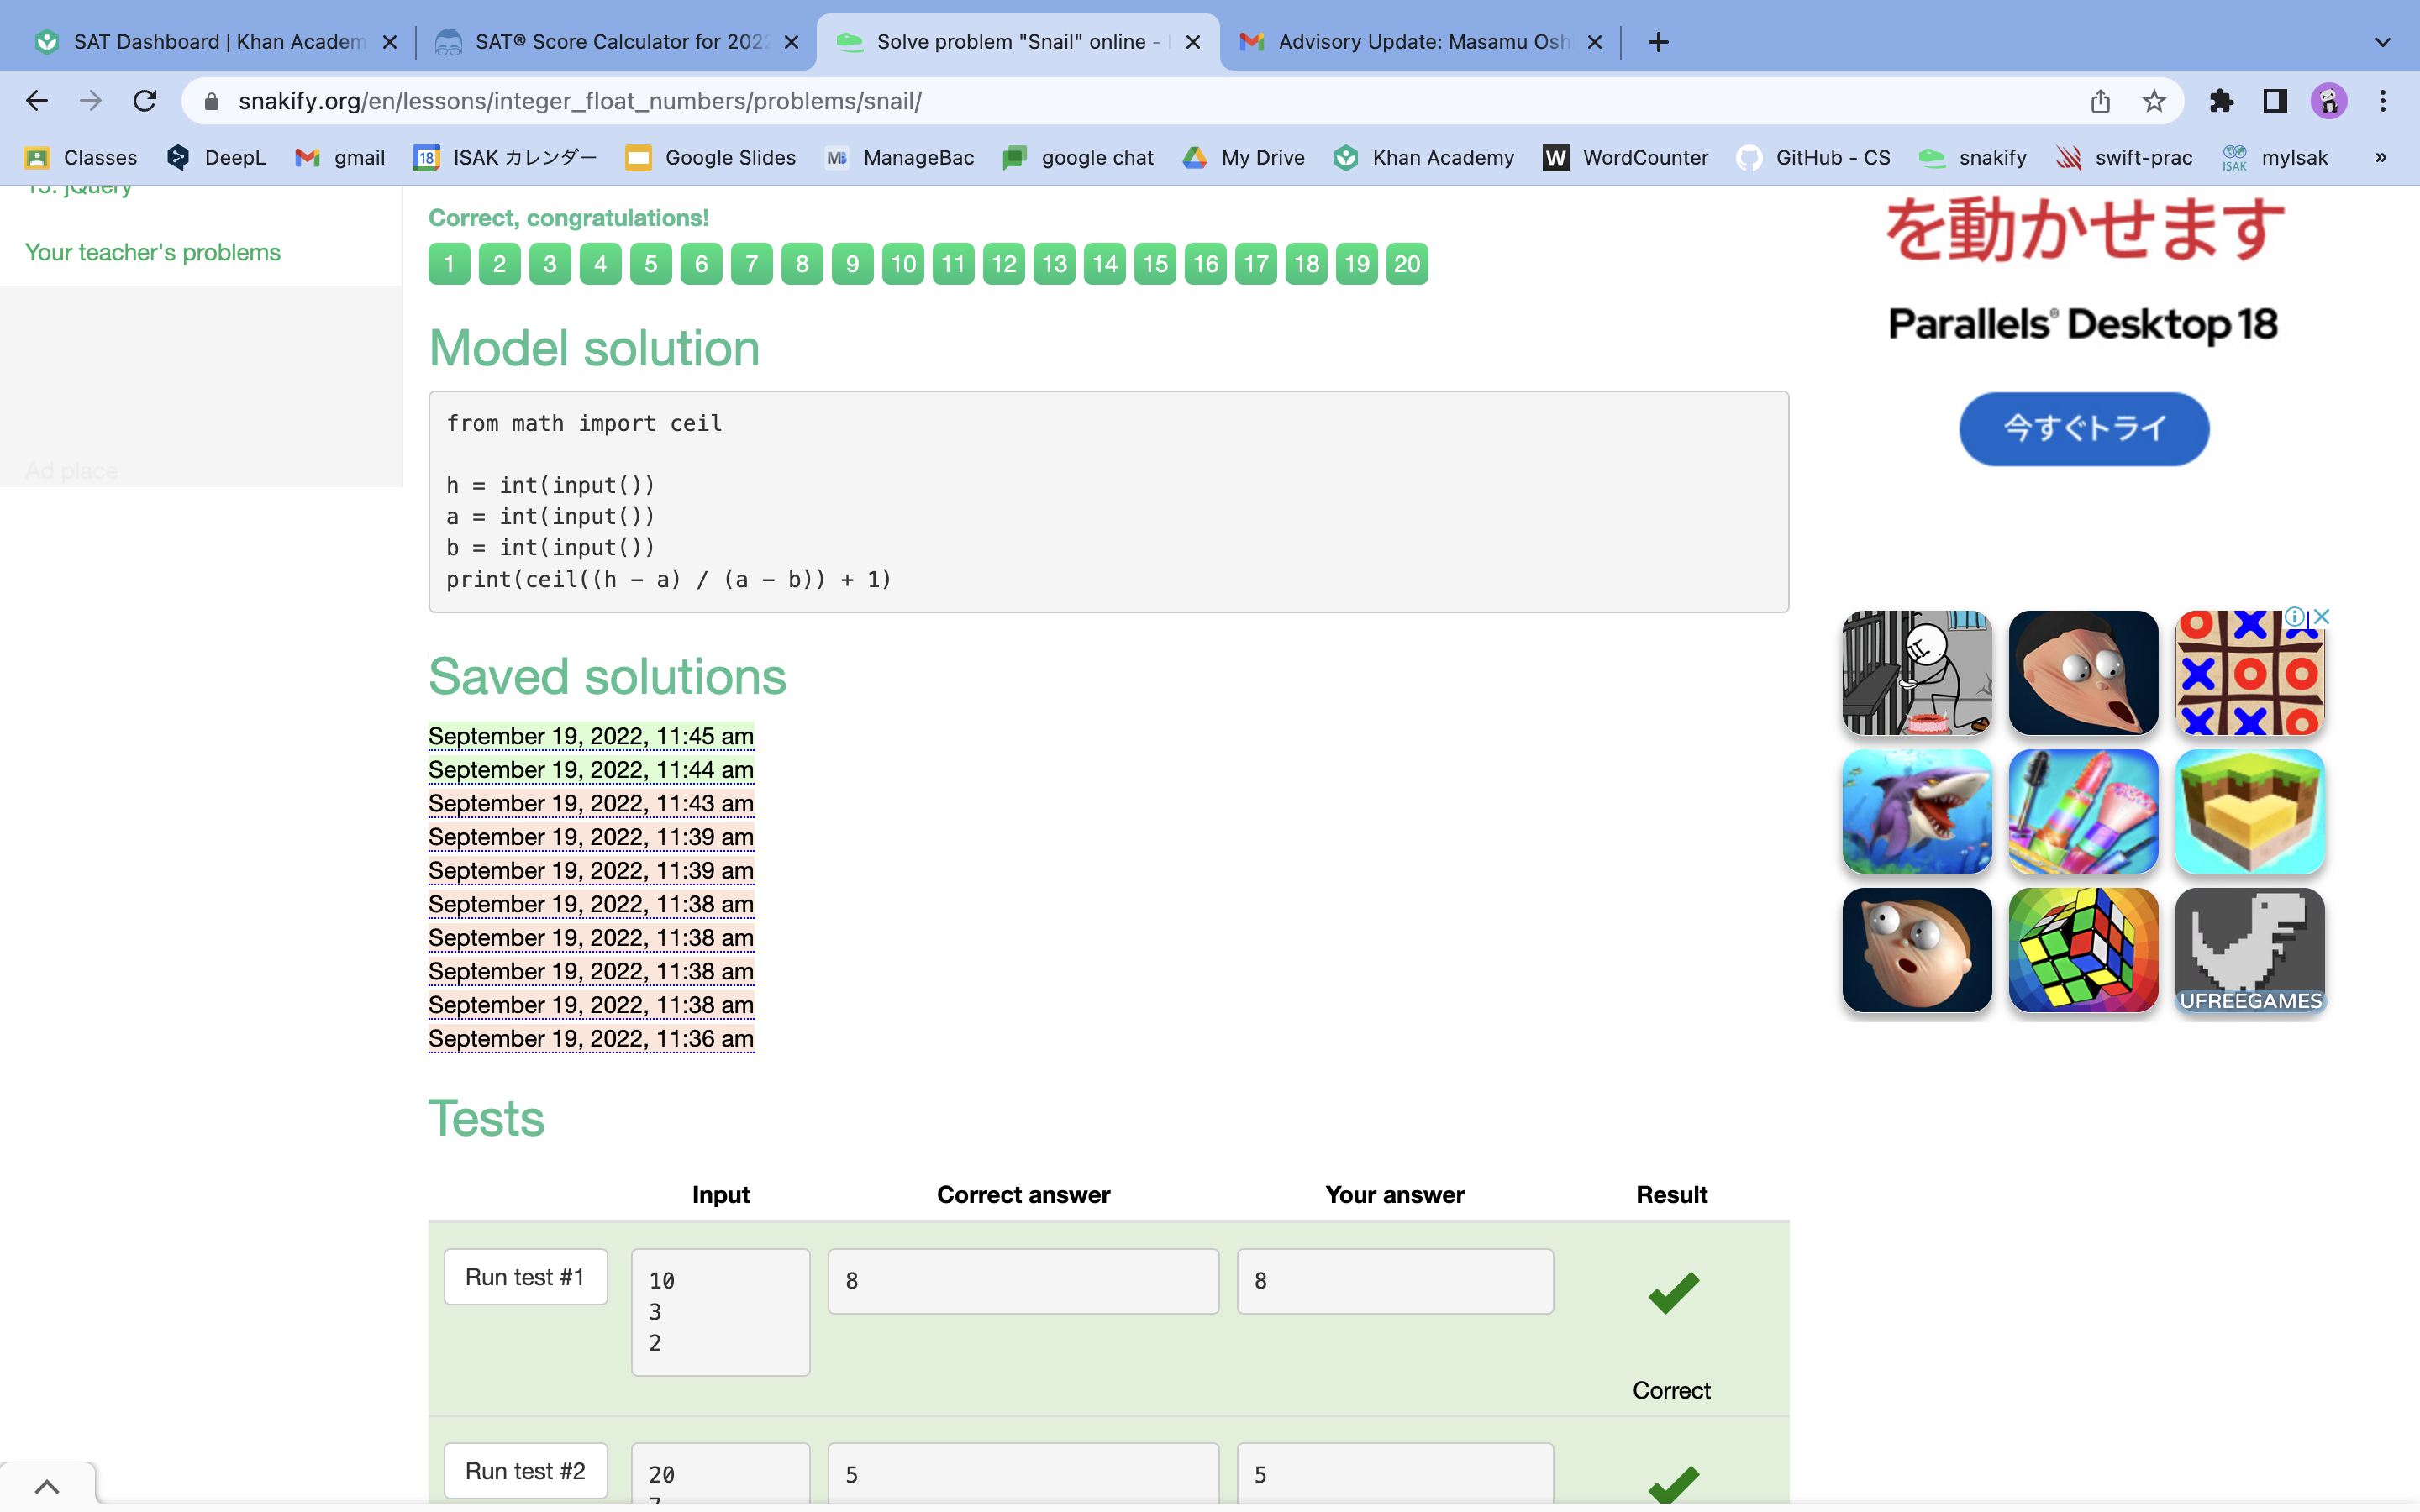 SAT Dashboard | Khan Academ
SAT® Score Calculator for 202
Solve problem "Snail" online -
Advisory Update: Masamu Osh
snakify.org/en/lessons/integer_float_numbers/problems/snail/
Classes
DeepL
gmail
18
ISAK カレンダー
Google Slides
MB
ManageBac
google chat
My Drive
Khan Academy
W
WordCounter
GitHub - CS
snakify
swift-prac
ISAK
myIsak
»
15. jQuery
Your teacher's problems
Ad place
Correct, congratulations!
1 2 3 4 5 6 7 8 9 10 11 12 13 14 15 16 17 18 19 20
Model solution
from math import ceil
h = int(input())
a = int(input())
b = int(input())
print(ceil((h - a) / (a - b)) + 1)
Saved solutions
September 19, 2022, 11:45 am
September 19, 2022, 11:44 am
September 19, 2022, 11:43 am
September 19, 2022, 11:39 am
September 19, 2022, 11:39 am
September 19, 2022, 11:38 am
September 19, 2022, 11:38 am
September 19, 2022, 11:38 am
September 19, 2022, 11:38 am
September 19, 2022, 11:36 am
Tests
Input Correct answer Your answer Result
Run test #1
10
3
2
8
8
Correct
Run test #2
20
5
5
を動かせます
Parallels® Desktop 18
今すぐトライ
UFREEGAMES